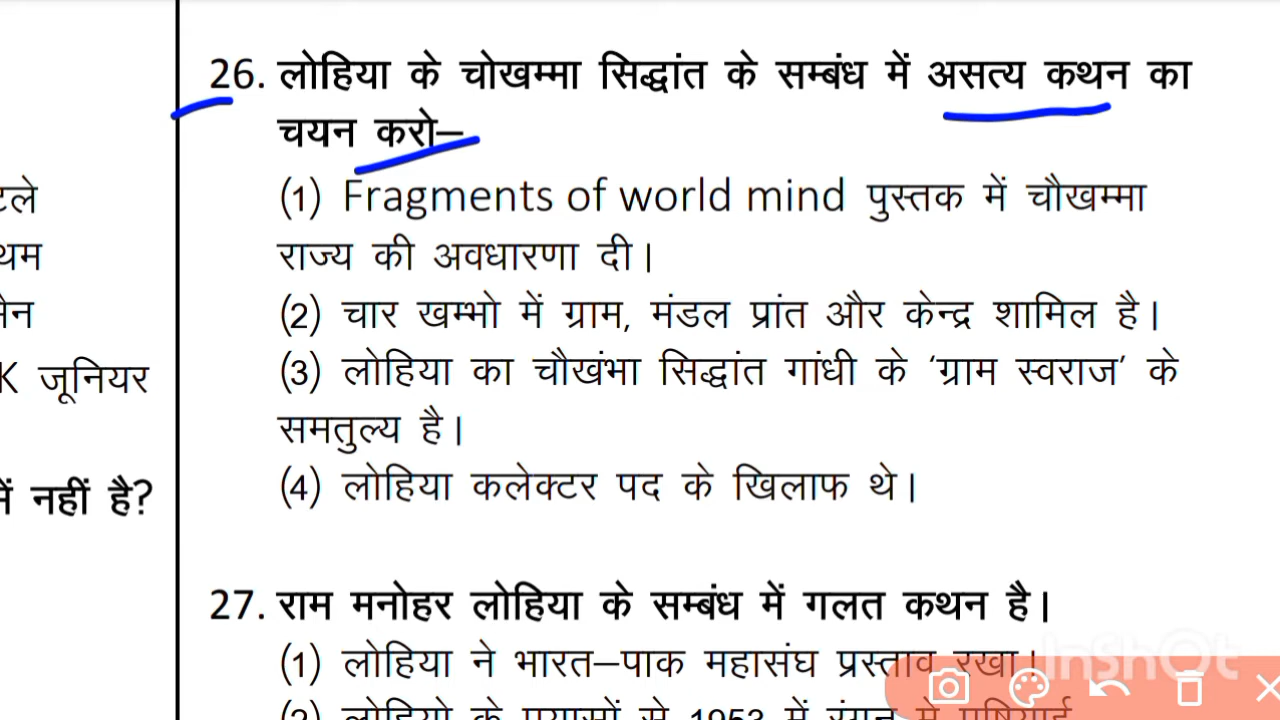 26. लोहिया के चोखम्मा सिद्धांत के सम्बंध में असत्य कथन का
चयन करो–
(1) Fragments of world mind पुस्तक में चौखम्मा
राज्य की अवधारणा दी।
(2) चार खम्भो में ग्राम, मंडल प्रांत और केन्द्र शामिल है।
(3) लोहिया का चौखंभा सिद्धांत गांधी के ‘ग्राम स्वराज’ के
समतुल्य है।
(4) लोहिया कलेक्टर पद के खिलाफ थे।
K जूनियर
नहीं है?
27. राम मनोहर लोहिया के सम्बंध में गलत कथन है।
(1) लोहिया ने भारत–पाक महासंघ प्रस्ताव रखा।
InShOt